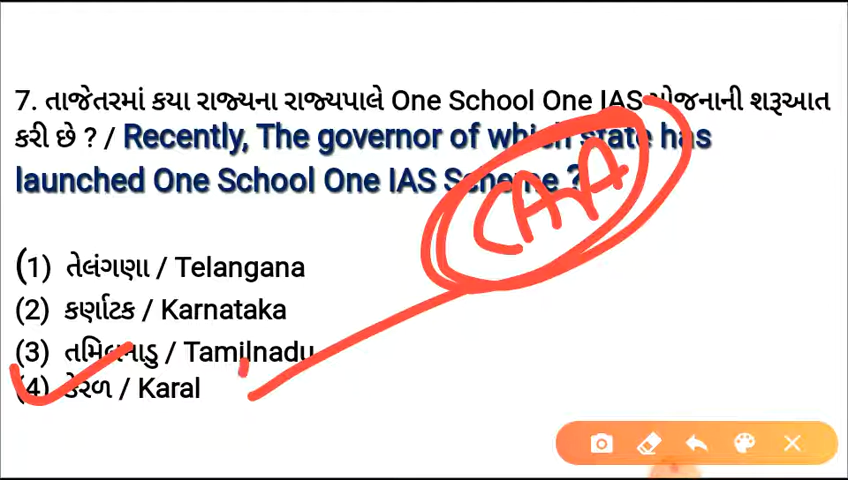 7. તાજેતરમાં કયા રાજ્યના રાજ્યપાલે One School One IAS યોજનાની શરૂઆત
કરી છે ? / Recently, The governor of which state has
launched One School One IAS Scheme ?
CAA
(1) તેલંગણા / Telangana
(2) કર્ણાટક / Karnataka
(3) તમિલનાડુ / Tamilnadu
(4) કેરળ / Karal